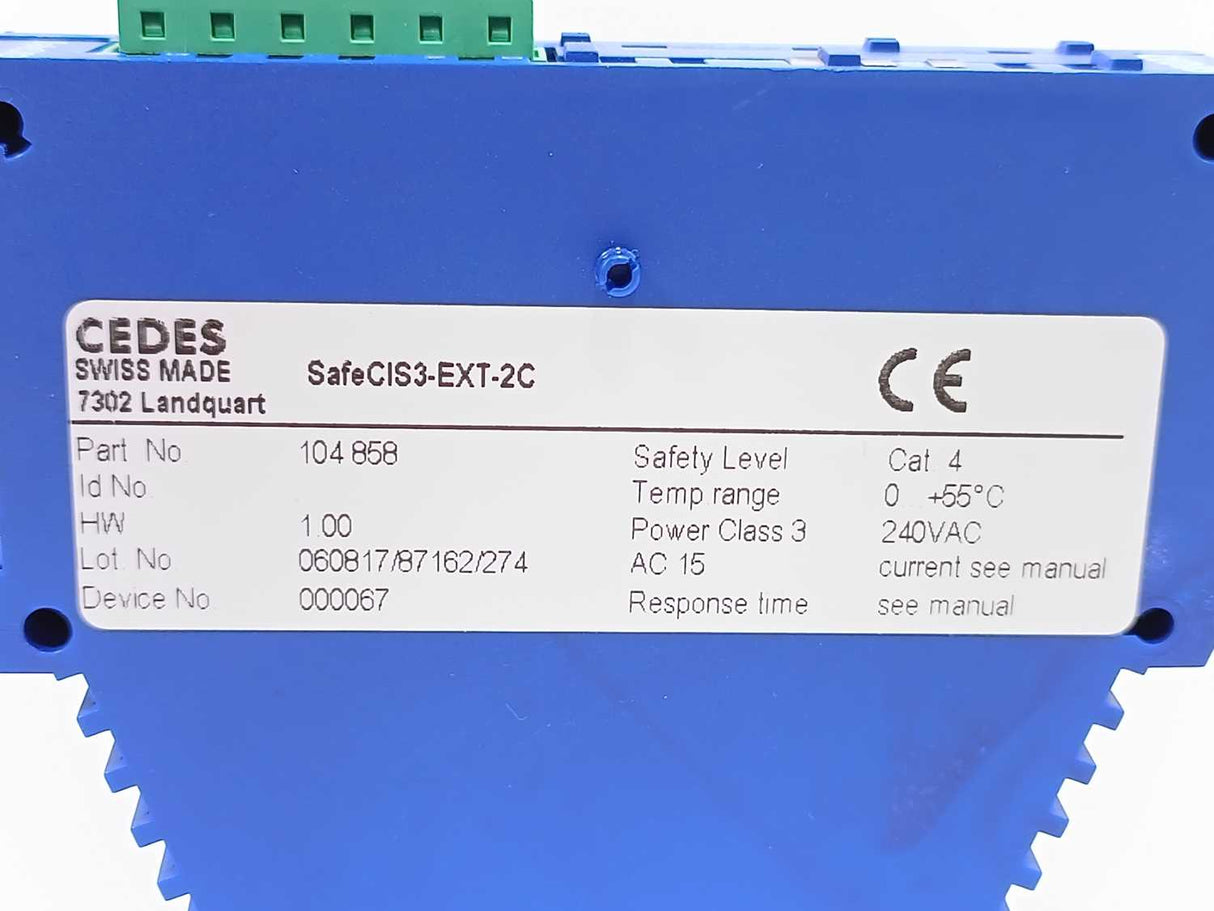 CEDES
SWISS MADE
7302 Landquart
SafeCIS3-EXT-2C
CE
Part No 104 858
Id No.
HW 1.00
Lot. No 060817/87162/274
Device No 000067
Safety Level Cat. 4
Temp.range 0...+55°C
Power Class 3 240VAC
AC 15 current see manual
Response time see manual